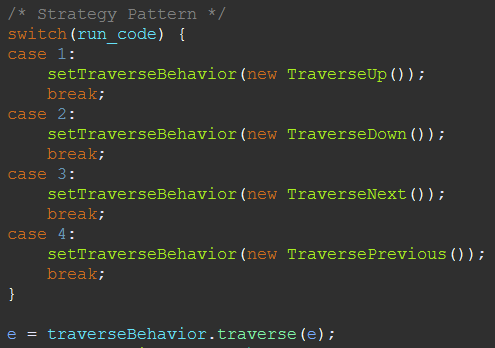 /* Strategy Pattern */
switch(run_code) {
case 1:
    setTraverseBehavior(new TraverseUp());
    break;
case 2:
    setTraverseBehavior(new TraverseDown());
    break;
case 3:
    setTraverseBehavior(new TraverseNext());
    break;
case 4:
    setTraverseBehavior(new TraversePrevious());
    break;
}
e = traverseBehavior.traverse(e);